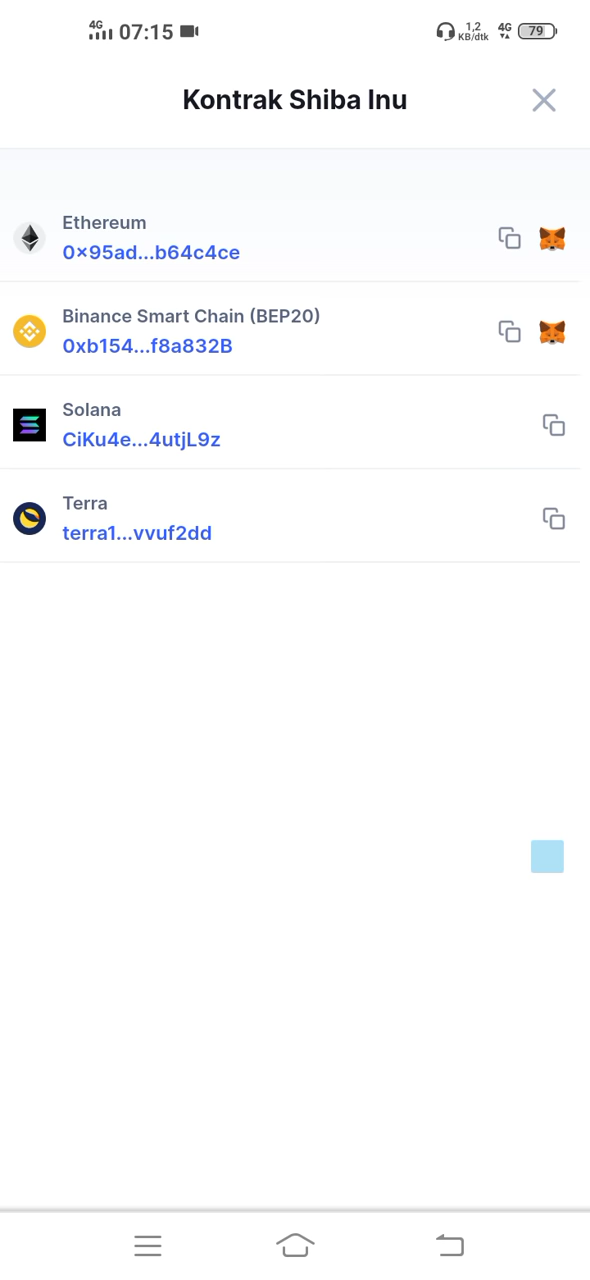 4G 07:15 1,2 KB/dtk 4G 79
Kontrak Shiba Inu
Ethereum
0×95ad...b64c4ce
Binance Smart Chain (BEP20)
0xb154...f8a832B
Solana
CiKu4e...4utjL9z
Terra
terra1...vvuf2dd